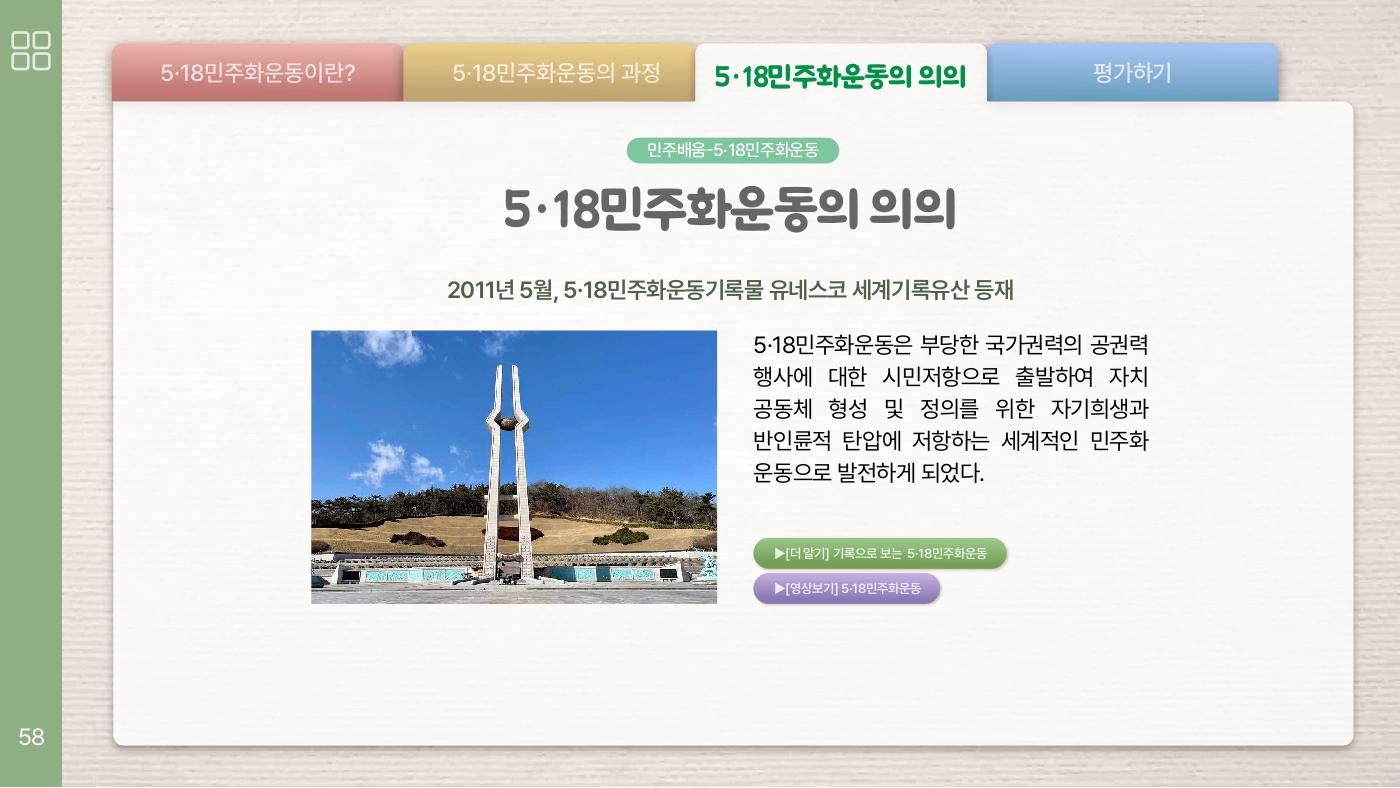 5·18민주화운동이란?
5·18민주화운동의 과정
5·18민주화운동의 의의
평가하기
민주배움-5·18민주화운동
5·18민주화운동의 의의
2011년 5월, 5·18민주화운동기록물 유네스코 세계기록유산 등재
5·18민주화운동은 부당한 국가권력의 공권력
행사에 대한 시민저항으로 출발하여 자치
공동체 형성 및 정의를 위한 자기희생과
반인륜적 탄압에 저항하는 세계적인 민주화
운동으로 발전하게 되었다.
▶[더 알기] 기록으로 보는 5·18민주화운동
▶[영상보기] 5·18민주화운동
58